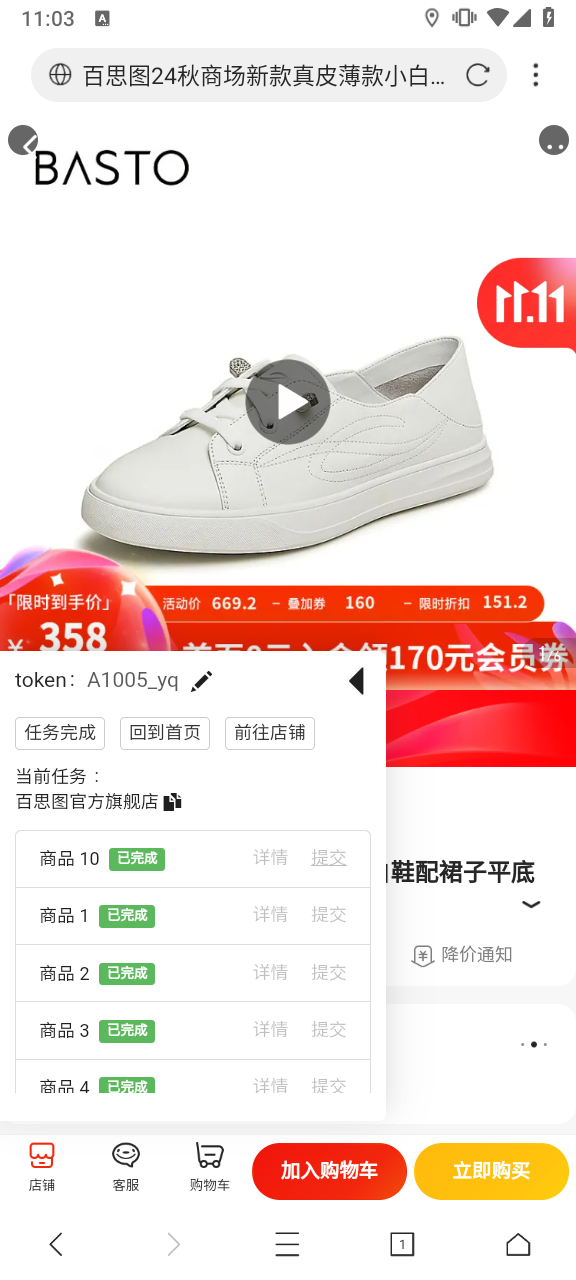 11:03
A
百思图24秋商场新款真皮薄款小白...
BASTO
11.11
「限时到手价」
活动价 669.2 － 叠加券 160 － 限时折扣 151.2
¥ 358
170元会员券
1/6
token: A1005_yq
任务完成 回到首页 前往店铺
当前任务：
百思图官方旗舰店
商品 10 已完成 详情 提交
鞋配裙子平底
商品 1 已完成 详情 提交
降价通知
商品 2 已完成 详情 提交
商品 3 已完成 详情 提交
商品 4 已完成 详情 提交
店铺 客服 购物车 加入购物车 立即购买
1